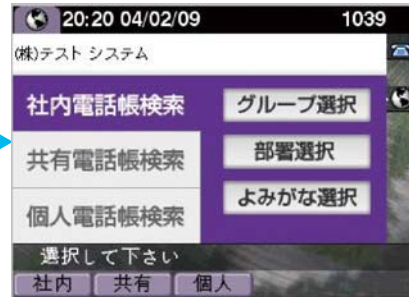 20:20 04/02/09 1039
(株)テスト システム
社内電話帳検索 グループ選択
部署選択
共有電話帳検索
よみがな選択
個人電話帳検索
選択して下さい
社内 共有 個人